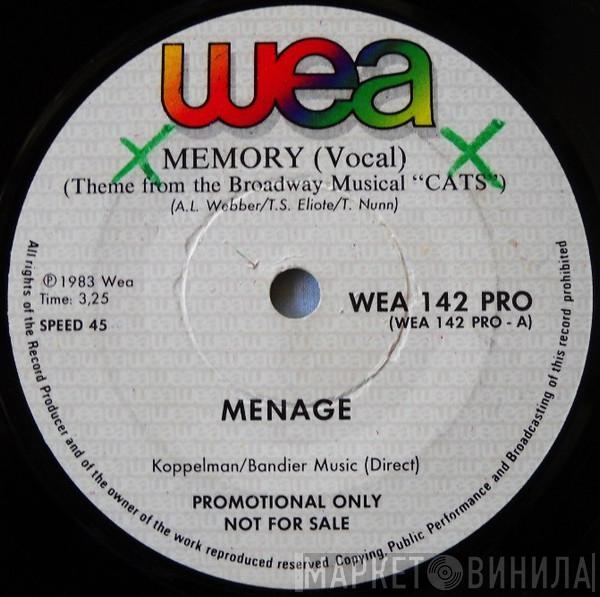 wea
MEMORY (Vocal)
(Theme from the Broadway Musical "CATS")
(A.L. Webber/T.S. Eliote/T. Nunn)
℗ 1983 Wea
Time: 3,25
SPEED 45
WEA 142 PRO
(WEA 142 PRO - A)
MENAGE
Koppelman/Bandier Music (Direct)
PROMOTIONAL ONLY
NOT FOR SALE
All rights of the Record Producer and of the owner of the work reproduced reserved. Copying, Public Performance and Broadcasting of this record prohibited
МАРКЕТ ВИНИЛА